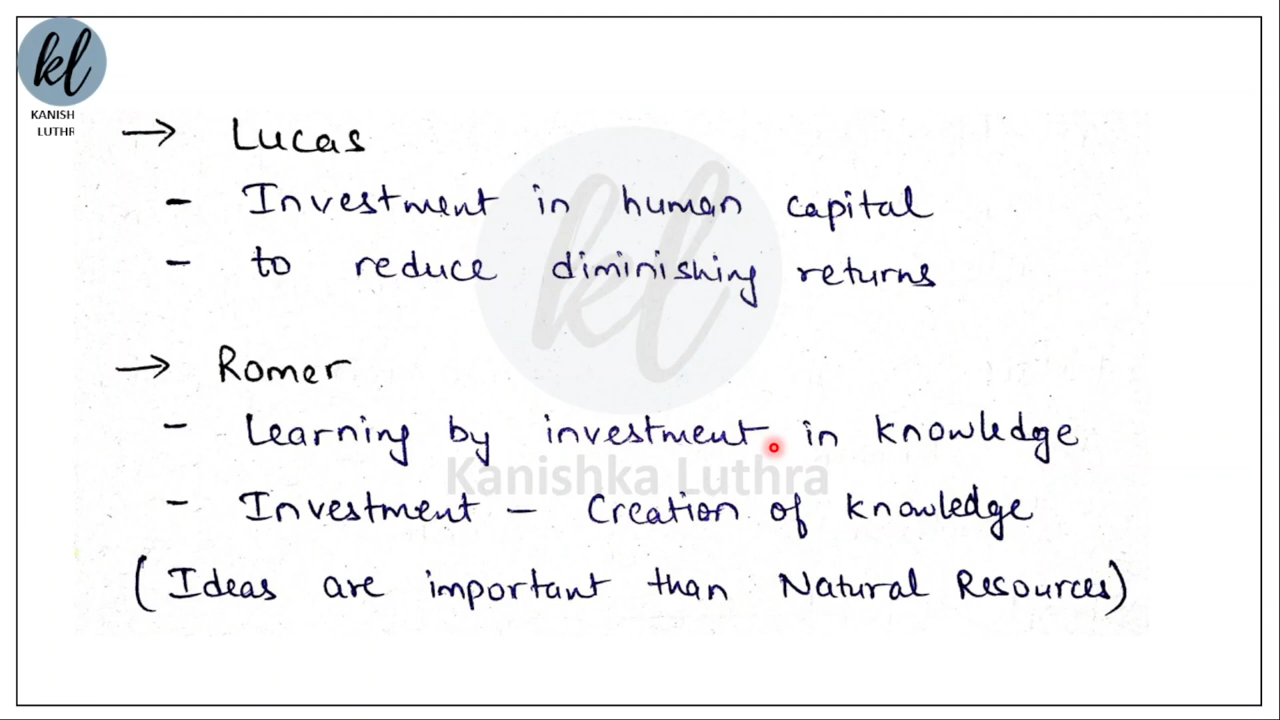 kl
KANISH
LUTHR
→ Lucas
- Investment in human capital
- to reduce diminishing returns
→ Romer
- Learning by investment in knowledge
Kanishka Luthra
- Investment - Creation of knowledge
(Ideas are important than Natural Resources)